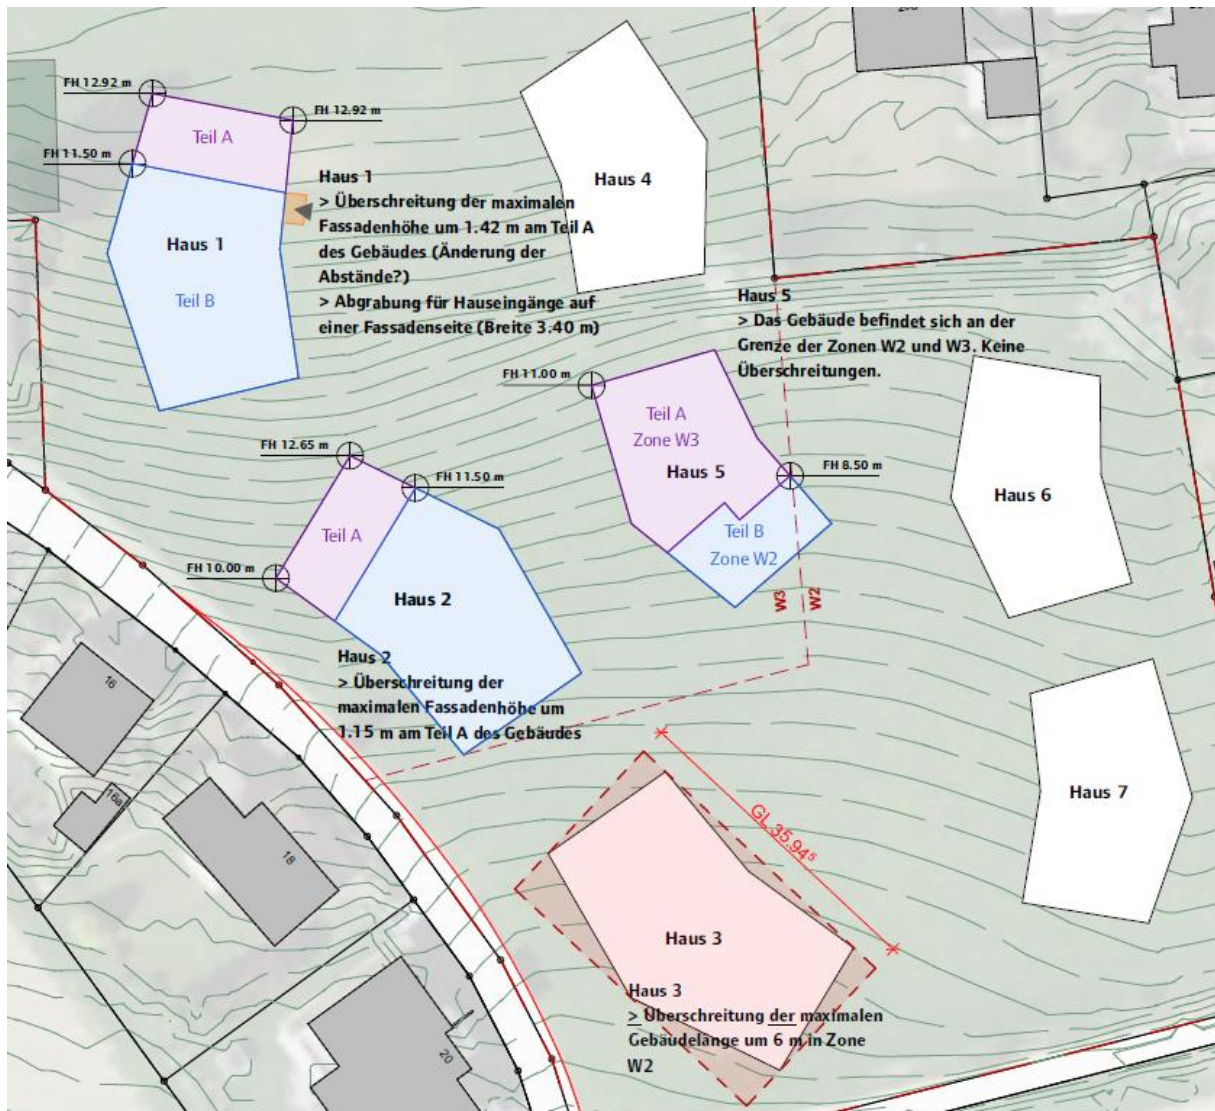 FH 12.92 m
FH 12.92 m
Teil A
FH 11.50 m
Haus 1
Teil B
Haus 1
> Überschreitung der maximalen
Fassadenhöhe um 1.42 m am Teil A
des Gebäudes (Änderung der
Abstände?)
> Abgrabung für Hauseingänge auf
einer Fassadenseite (Breite 3.40 m)
Haus 4
Haus 5
> Das Gebäude befindet sich an der
Grenze der Zonen W2 und W3. Keine
Überschreitungen.
FH 11.00 m
Teil A
Zone W3
Haus 5
FH 8.50 m
Teil B
Zone W2
W3
W2
Haus 6
FH 12.65 m
FH 11.50 m
Teil A
FH 10.00 m
Haus 2
Haus 2
> Überschreitung der
maximalen Fassadenhöhe um
1.15 m am Teil A des Gebäudes
16
16a
18
20
GL 35.94⁵
Haus 7
Haus 3
Haus 3
> Überschreitung der maximalen
Gebäudelänge um 6 m in Zone
W2